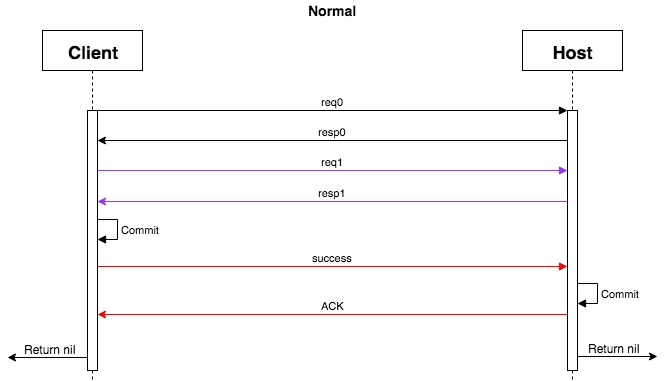 Normal
Client
Host
req0
resp0
req1
resp1
Commit
success
Commit
ACK
Return nil
Return nil